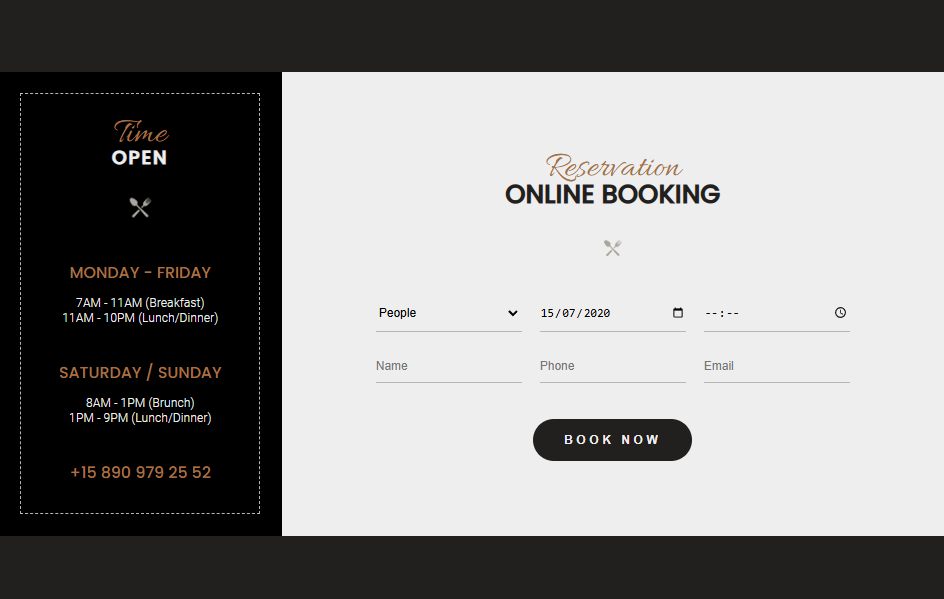 Time
OPEN
MONDAY - FRIDAY
7AM - 11AM (Breakfast)
11AM - 10PM (Lunch/Dinner)
SATURDAY / SUNDAY
8AM - 1PM (Brunch)
1PM - 9PM (Lunch/Dinner)
+15 890 979 25 52
Reservation
ONLINE BOOKING
People 15/07/2020 --:--
Name Phone Email
BOOK NOW